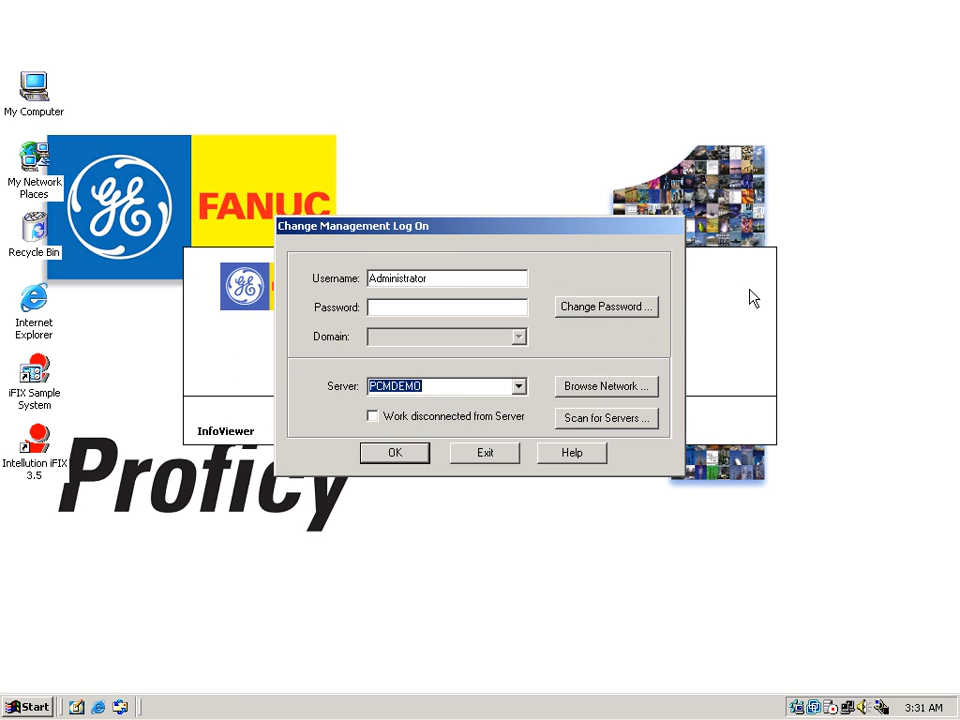 My Computer
My Network
Places
Recycle Bin
Internet
Explorer
iFIX Sample
System
Intellution iFIX
3.5
FANUC
Proficy
InfoViewer
Change Management Log On
Username:
Administrator
Password:
Change Password ...
Domain:
Server:
PCMDEMO
Browse Network ...
Work disconnected from Server
Scan for Servers ...
OK
Exit
Help
Start
3:31 AM